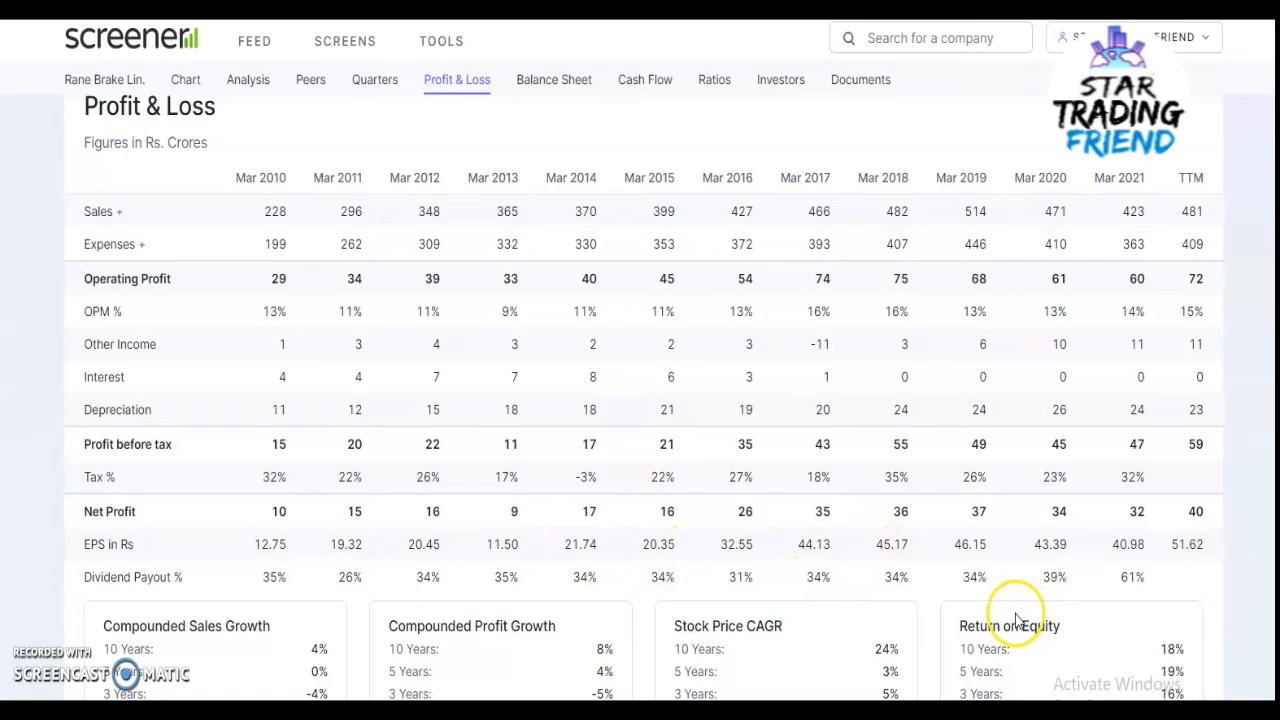 screener FEED SCREENS TOOLS Search for a company FRIEND
Rane Brake Lin. Chart Analysis Peers Quarters Profit & Loss Balance Sheet Cash Flow Ratios Investors Documents
STAR
TRADING
FRIEND
Profit & Loss
Figures in Rs. Crores
Mar 2010 Mar 2011 Mar 2012 Mar 2013 Mar 2014 Mar 2015 Mar 2016 Mar 2017 Mar 2018 Mar 2019 Mar 2020 Mar 2021 TTM
Sales + 228 296 348 365 370 399 427 466 482 514 471 423 481
Expenses + 199 262 309 332 330 353 372 393 407 446 410 363 409
Operating Profit 29 34 39 33 40 45 54 74 75 68 61 60 72
OPM % 13% 11% 11% 9% 11% 11% 13% 16% 16% 13% 13% 14% 15%
Other Income 1 3 4 3 2 2 3 -11 3 6 10 11 11
Interest 4 4 7 7 8 6 3 1 0 0 0 0 0
Depreciation 11 12 15 18 18 21 19 20 24 24 26 24 23
Profit before tax 15 20 22 11 17 21 35 43 55 49 45 47 59
Tax % 32% 22% 26% 17% -3% 22% 27% 18% 35% 26% 23% 32%
Net Profit 10 15 16 9 17 16 26 35 36 37 34 32 40
EPS in Rs 12.75 19.32 20.45 11.50 21.74 20.35 32.55 44.13 45.17 46.15 43.39 40.98 51.62
Dividend Payout % 35% 26% 34% 35% 34% 34% 31% 34% 34% 34% 39% 61%
Compounded Sales Growth Compounded Profit Growth Stock Price CAGR Return on Equity
10 Years: 4% 10 Years: 8% 10 Years: 24% 10 Years: 18%
0% 5 Years: 4% 5 Years: 3% 5 Years: 19%
3 Years: -4% 3 Years: -5% 3 Years: 5% 3 Years: 16%
RECORDED WITH
SCREENCAST MATIC
Activate Windows